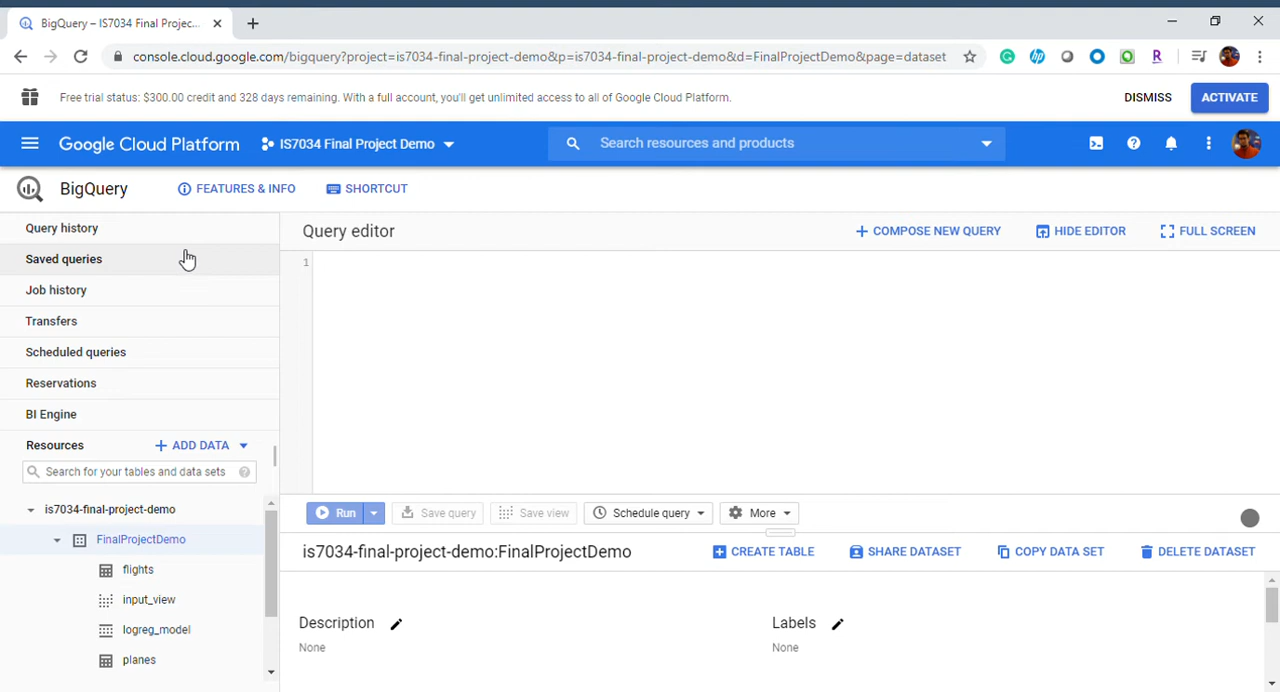 BigQuery – IS7034 Final Projec...
console.cloud.google.com/bigquery?project=is7034-final-project-demo&p=is7034-final-project-demo&d=FinalProjectDemo&page=dataset
Free trial status: $300.00 credit and 328 days remaining. With a full account, you'll get unlimited access to all of Google Cloud Platform.
DISMISS
ACTIVATE
Google Cloud Platform
IS7034 Final Project Demo
Search resources and products
BigQuery
FEATURES & INFO
SHORTCUT
Query history
Saved queries
Job history
Transfers
Scheduled queries
Reservations
BI Engine
Resources
ADD DATA
Search for your tables and data sets
is7034-final-project-demo
FinalProjectDemo
flights
input_view
logreg_model
planes
Query editor
COMPOSE NEW QUERY
HIDE EDITOR
FULL SCREEN
1
Run
Save query
Save view
Schedule query
More
is7034-final-project-demo:FinalProjectDemo
CREATE TABLE
SHARE DATASET
COPY DATA SET
DELETE DATASET
Description
None
Labels
None